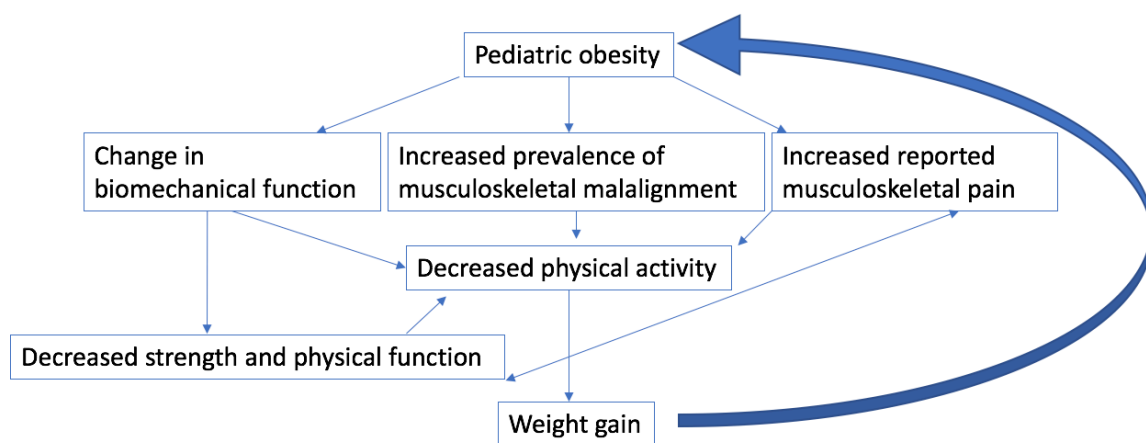 Pediatric obesity
Change in
biomechanical function
Increased prevalence of
musculoskeletal malalignment
Increased reported
musculoskeletal pain
Decreased physical activity
Decreased strength and physical function
Weight gain